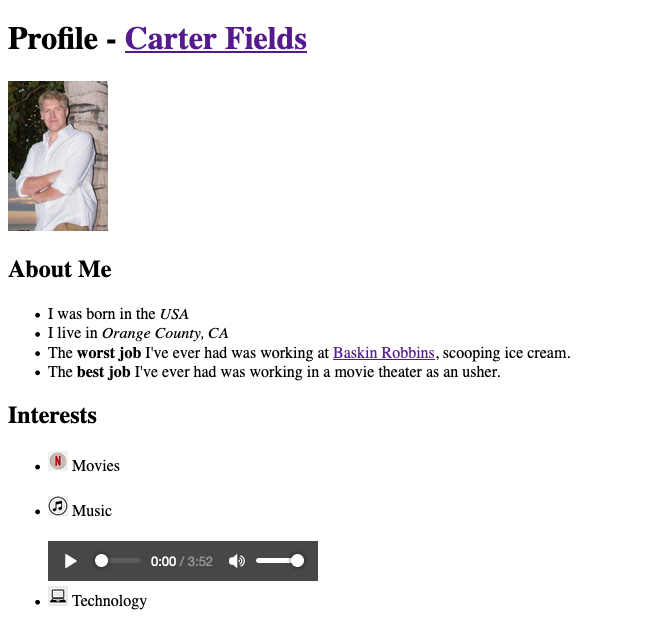 Profile - Carter Fields
About Me
I was born in the USA
I live in Orange County, CA
The worst job I've ever had was working at Baskin Robbins, scooping ice cream.
The best job I've ever had was working in a movie theater as an usher.
Interests
N Movies
Music
0:00 / 3:52
Technology